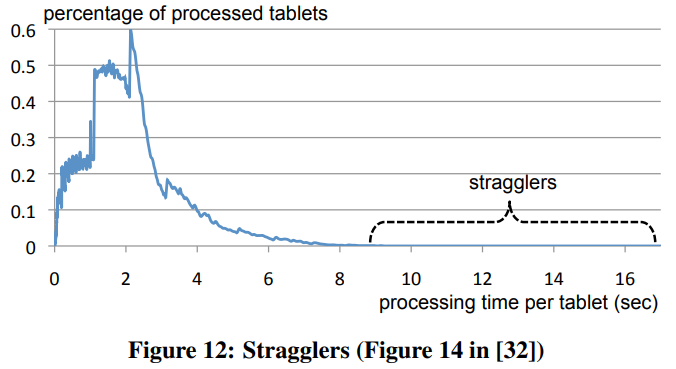 percentage of processed tablets
0.6
0.5
0.4
0.3
0.2
0.1
0
stragglers
0 2 4 6 8 10 12 14 16
processing time per tablet (sec)
Figure 12: Stragglers (Figure 14 in [32])